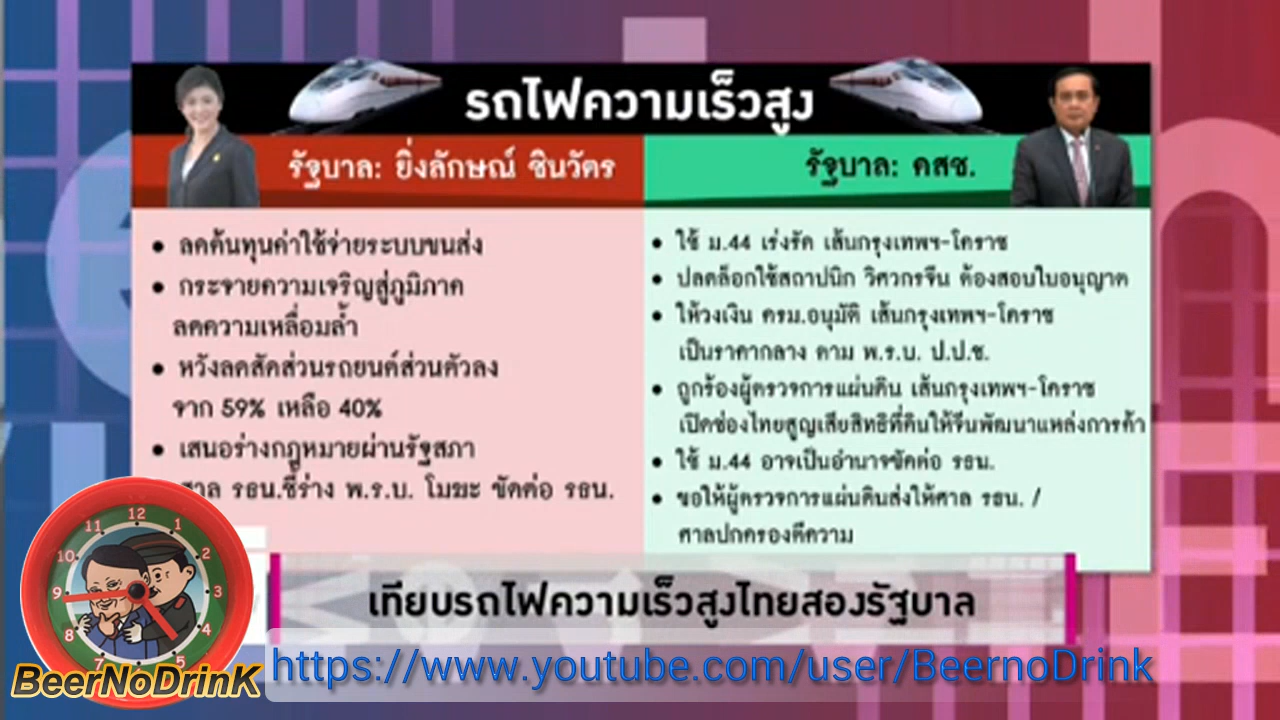 รถไฟความเร็วสูง
รัฐบาล: ยิ่งลักษณ์ ชินวัตร
• ลดต้นทุนค่าใช้จ่ายระบบขนส่ง
• กระจายความเจริญสู่ภูมิภาค
ลดความเหลื่อมล้ำ
• หวังลดสัดส่วนรถยนต์ส่วนตัวลง
จาก 59% เหลือ 40%
• เสนอร่างกฎหมายผ่านรัฐสภา
ศาล รธน.ชี้ร่าง พ.ร.บ. โมฆะ ขัดต่อ รธน.
รัฐบาล: คสช.
• ใช้ ม.44 เร่งรัด เส้นกรุงเทพฯ-โคราช
• ปลดล็อกใช้สถาปนิก วิศวกรจีน ต้องสอบใบอนุญาต
• ให้วงเงิน ครม.อนุมัติ เส้นกรุงเทพฯ-โคราช
เป็นราคากลาง ตาม พ.ร.บ. ป.ป.ช.
• ถูกร้องผู้ตรวจการแผ่นดิน เส้นกรุงเทพฯ-โคราช
เปิดช่องไทยสูญเสียสิทธิที่ดินให้จีนพัฒนาแหล่งการค้า
• ใช้ ม.44 อาจเป็นอำนาจขัดต่อ รธน.
• ขอให้ผู้ตรวจการแผ่นดินส่งให้ศาล รธน. /
ศาลปกครองตีความ
เทียบรถไฟความเร็วสูงไทยสองรัฐบาล
12
11 1
10 2
9 3
8 4
7 5
BeerNoDrinK
https://www.youtube.com/user/BeernoDrink